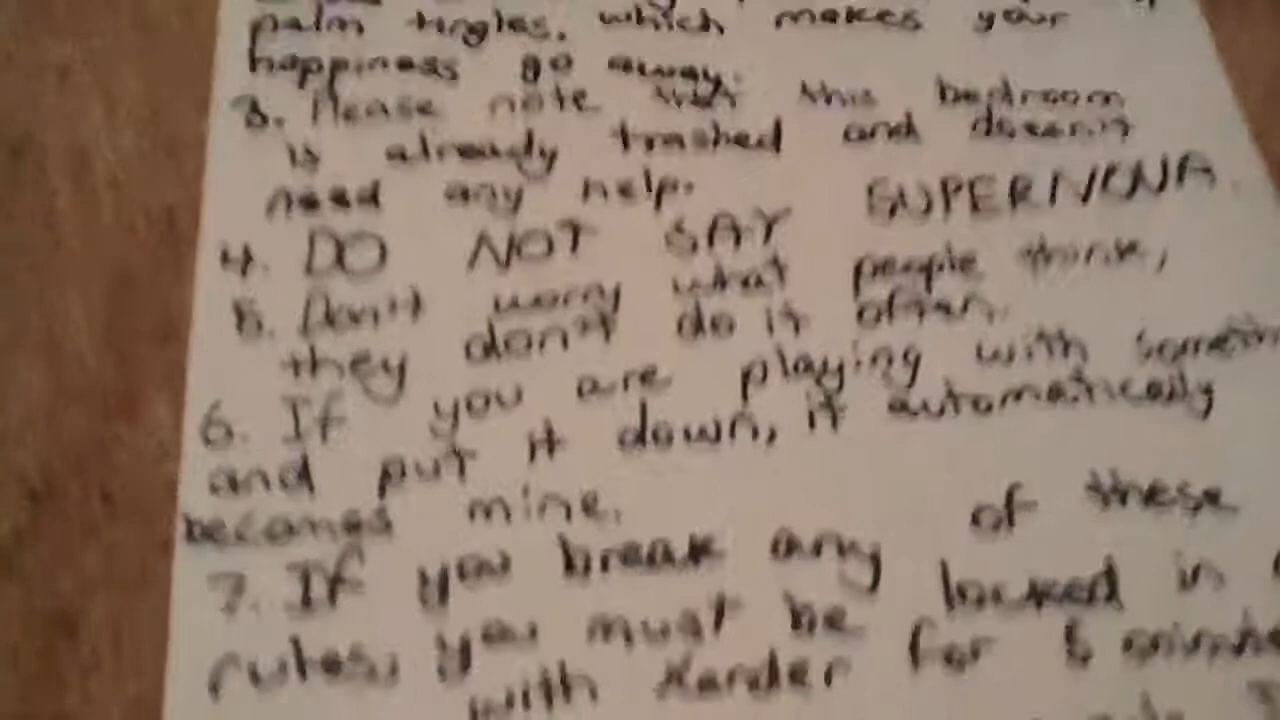 palm tingles, which makes your
happiness go away.
3. Please note that this bedroom
is already trashed and doesn't
need any help.
4. DO NOT SAY SUPERNOVA.
5. Don't worry what people think,
they don't do it often.
6. If you are playing with
and put it down, it automatically
becomes mine.
7. If you break any of these
rules, you must be locked in
with Xander for 5